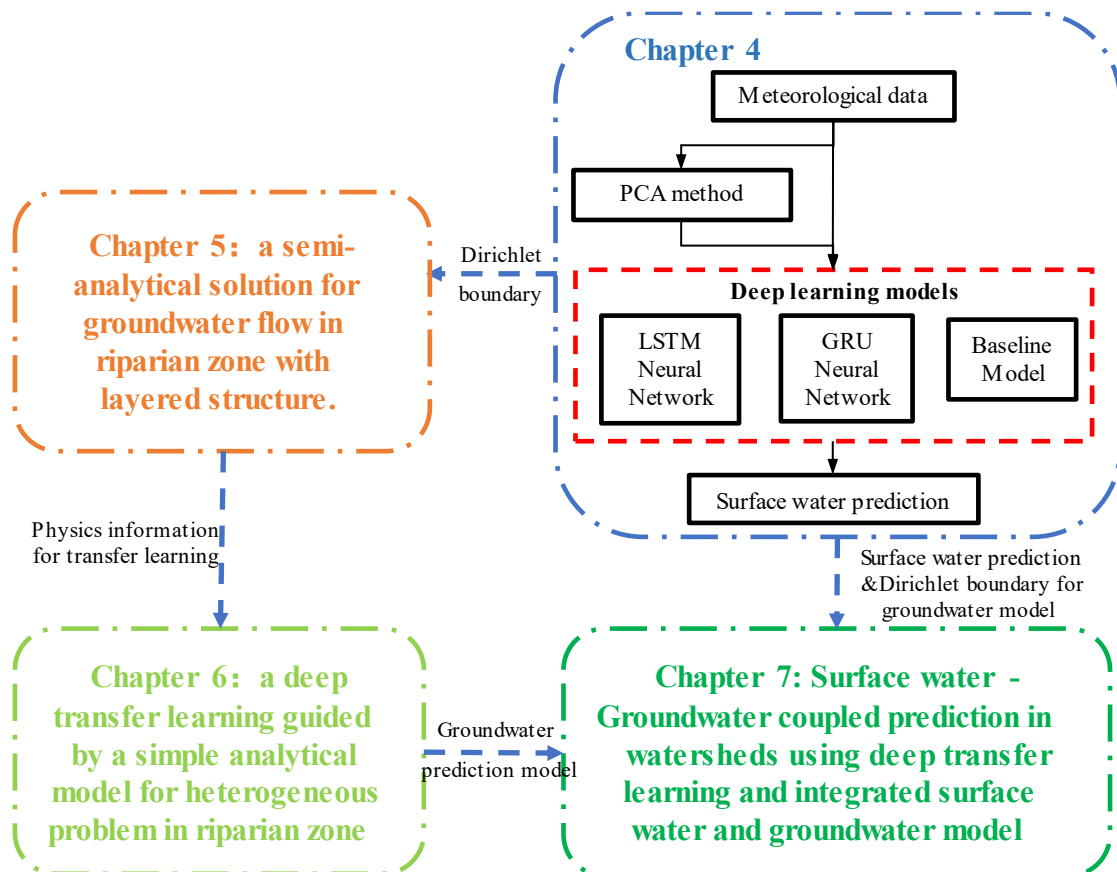 Chapter 4
Meteorological data
PCA method
Deep learning models
LSTM
Neural
Network
GRU
Neural
Network
Baseline
Model
Surface water prediction
Dirichlet
boundary
Chapter 5：a semi-
analytical solution for
groundwater flow in
riparian zone with
layered structure.
Physics information
for transfer learning
Surface water prediction
&Dirichlet boundary for
groundwater model
Chapter 6：a deep
transfer learning guided
by a simple analytical
model for heterogeneous
problem in riparian zone
Groundwater
prediction model
Chapter 7: Surface water -
Groundwater coupled prediction in
watersheds using deep transfer
learning and integrated surface
water and groundwater model